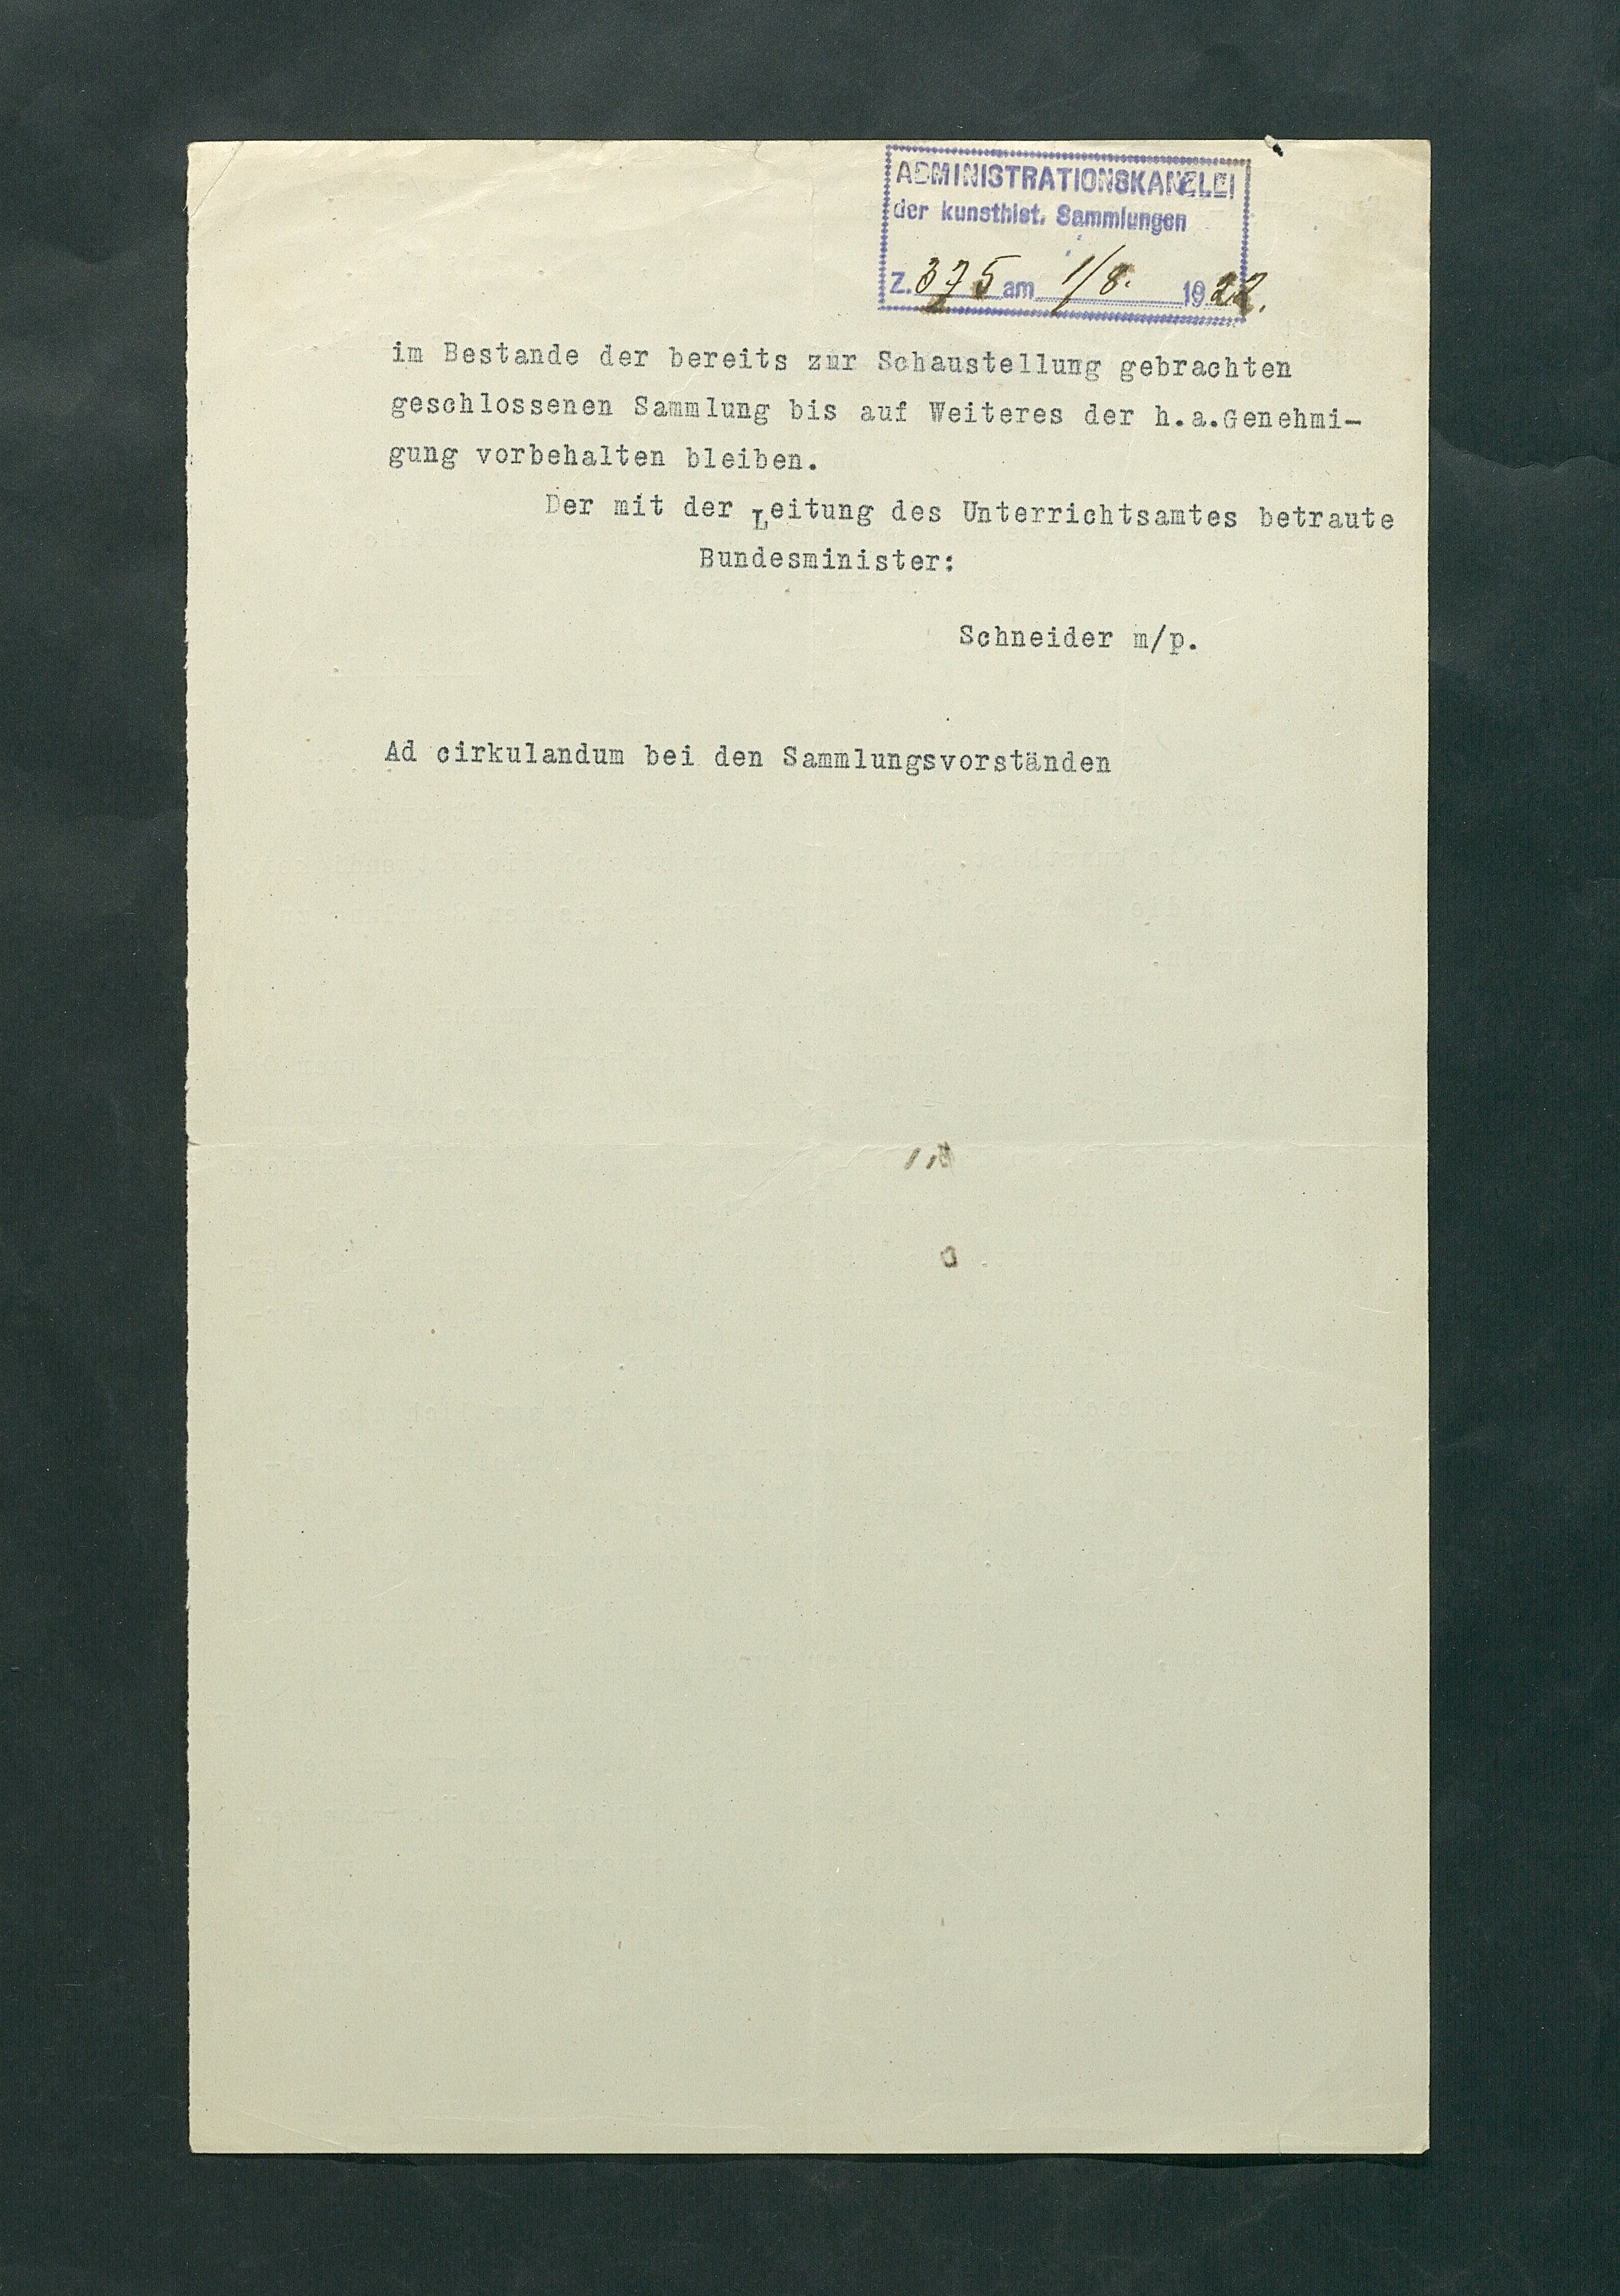 ADMINISTRATIONSKANZLEI
der kunsthist. Sammlungen
Z. 375 am 1/8. 1922.
im Bestande der bereits zur Schaustellung gebrachten
geschlossenen Sammlung bis auf Weiteres der h.a.Genehmi-
gung vorbehalten bleiben.
Der mit der Leitung des Unterrichtsamtes betraute
Bundesminister:
Schneider m/p.
Ad cirkulandum bei den Sammlungsvorständen